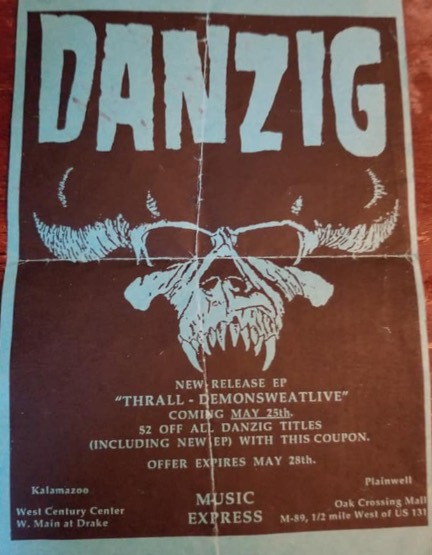 DANZIG
NEW RELEASE EP
"THRALL - DEMONSWEATLIVE"
COMING MAY 25th.
$2 OFF ALL DANZIG TITLES
(INCLUDING NEW EP) WITH THIS COUPON.
OFFER EXPIRES MAY 28th.
Kalamazoo
West Century Center
W. Main at Drake
MUSIC
EXPRESS
Plainwell
Oak Crossing Mall
M-89, 1/2 mile West of US 131